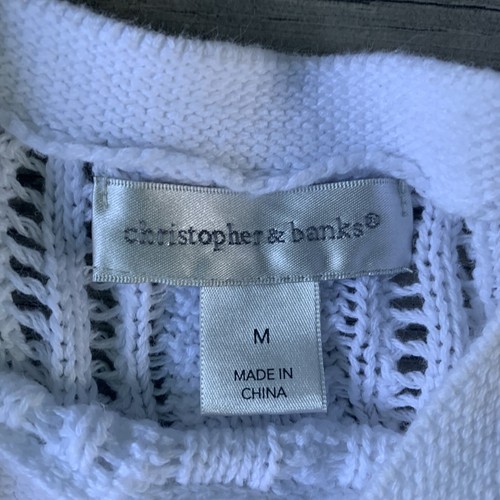 christopher & banks®
M
MADE IN
CHINA